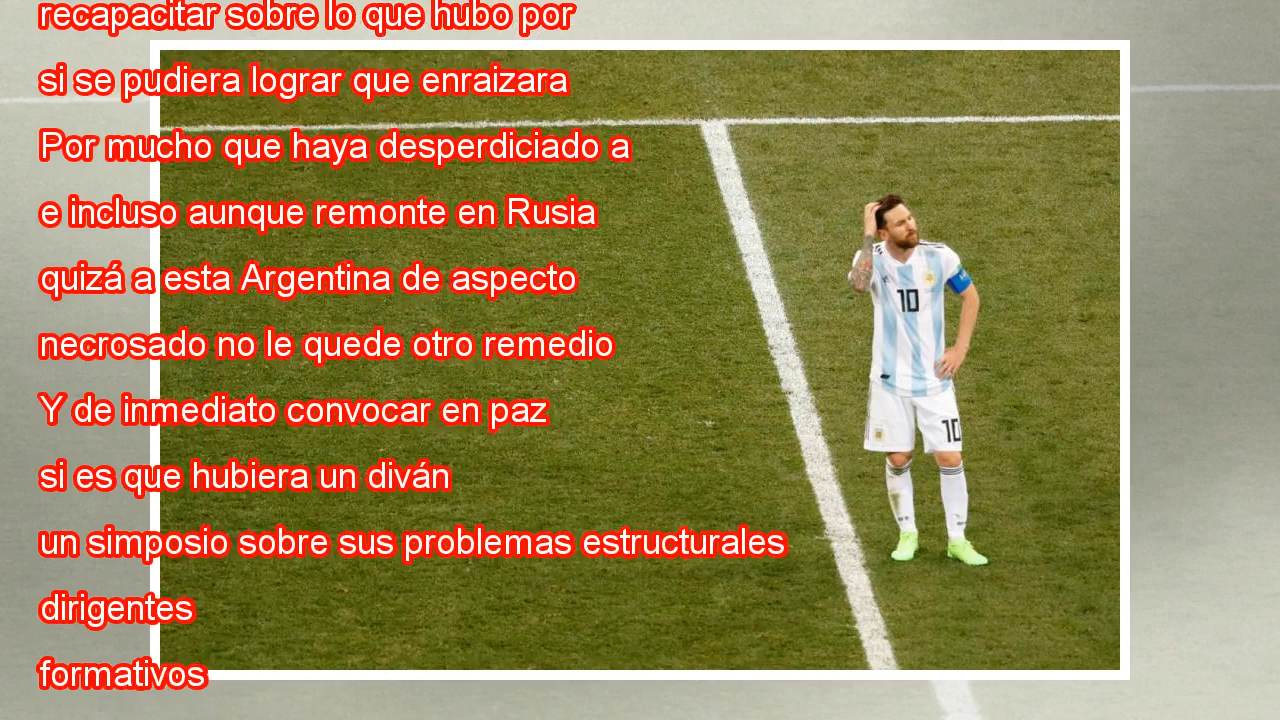 recapacitar sobre lo que hubo por
si se pudiera lograr que enraizara
Por mucho que haya desperdiciado a
e incluso aunque remonte en Rusia
quizá a esta Argentina de aspecto
necrosado no le quede otro remedio
Y de inmediato convocar en paz
si es que hubiera un diván
un simposio sobre sus problemas estructurales
dirigentes
formativos
10
10